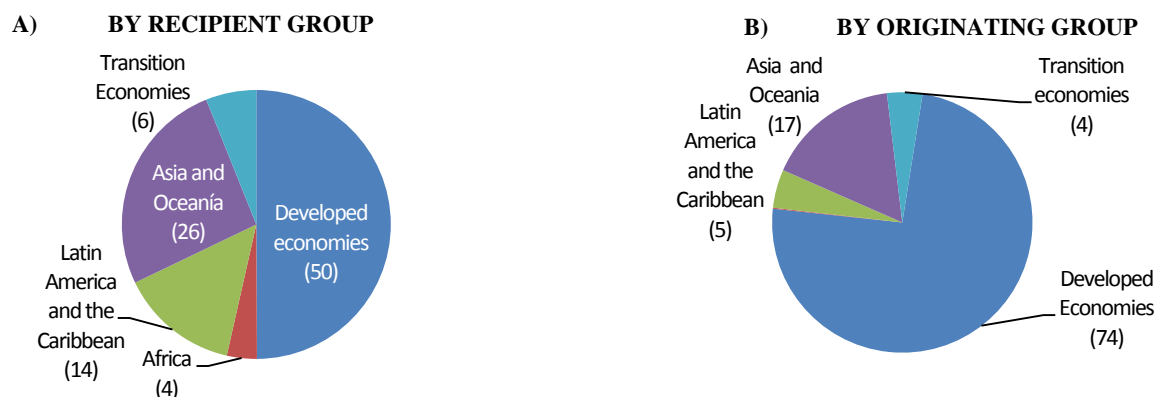 A) BY RECIPIENT GROUP
Transition
Economies
(6)
Asia and
Oceanía
(26)
Developed
economies
(50)
Latin
America
and the
Caribbean
(14)
Africa
(4)
B) BY ORIGINATING GROUP
Asia and
Oceania
(17)
Transition
economies
(4)
Latin
America
and the
Caribbean
(5)
Developed
Economies
(74)